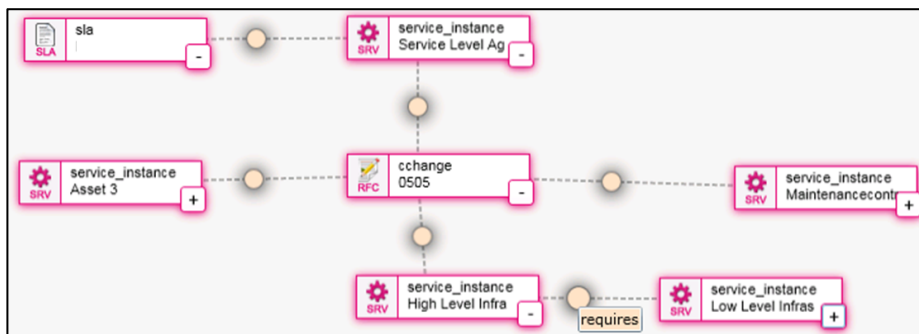 sla
SLA
-
service_instance
Service Level Ag
SRV
-
service_instance
Asset 3
SRV
+
cchange
0505
RFC
-
service_instance
Maintenancecontr
SRV
+
service_instance
High Level Infra
SRV
-
requires
service_instance
Low Level Infras
SRV
+